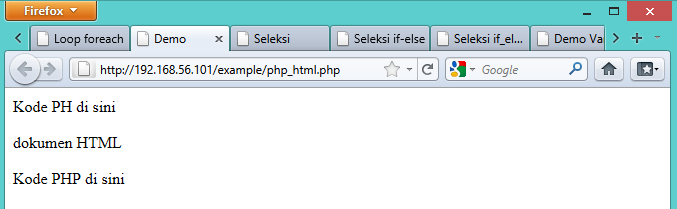 Firefox
Loop foreach
Demo
Seleksi
Seleksi if-else
Seleksi if_el...
Demo Vai
http://192.168.56.101/example/php_html.php
Google
Kode PH di sini
dokumen HTML
Kode PHP di sini